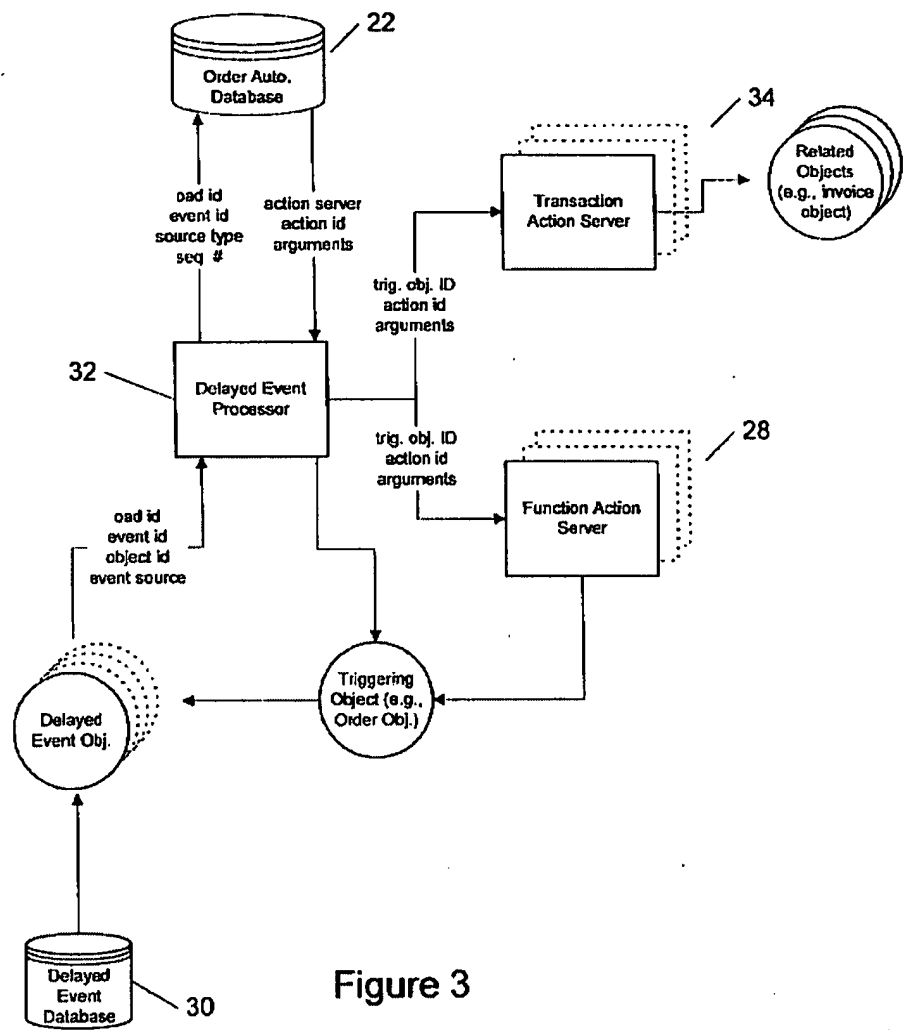 22
Order Auto.
Database
34
Related
Objects
(e.g., invoice
object)
Transaction
Action Server
oad id
event id
source type
seq. #
action server
action id
arguments
trig. obj. ID
action id
arguments
32
Delayed Event
Processor
trig. obj. ID
action id
arguments
28
Function Action
Server
oad id
event id
object id
event source
Triggering
Object (e.g.,
Order Obj.)
Delayed
Event Obj.
Delayed
Event
Database
30
Figure 3